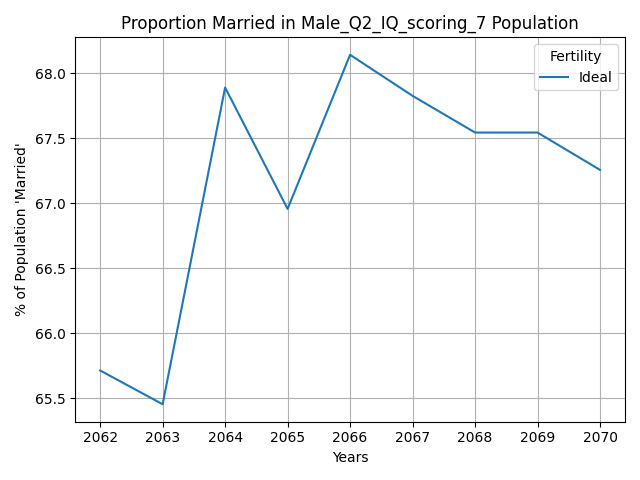 Proportion Married in Male_Q2_IQ_scoring_7 Population
Fertility
Ideal
% of Population 'Married'
68.0
67.5
67.0
66.5
66.0
65.5
2062 2063 2064 2065 2066 2067 2068 2069 2070
Years